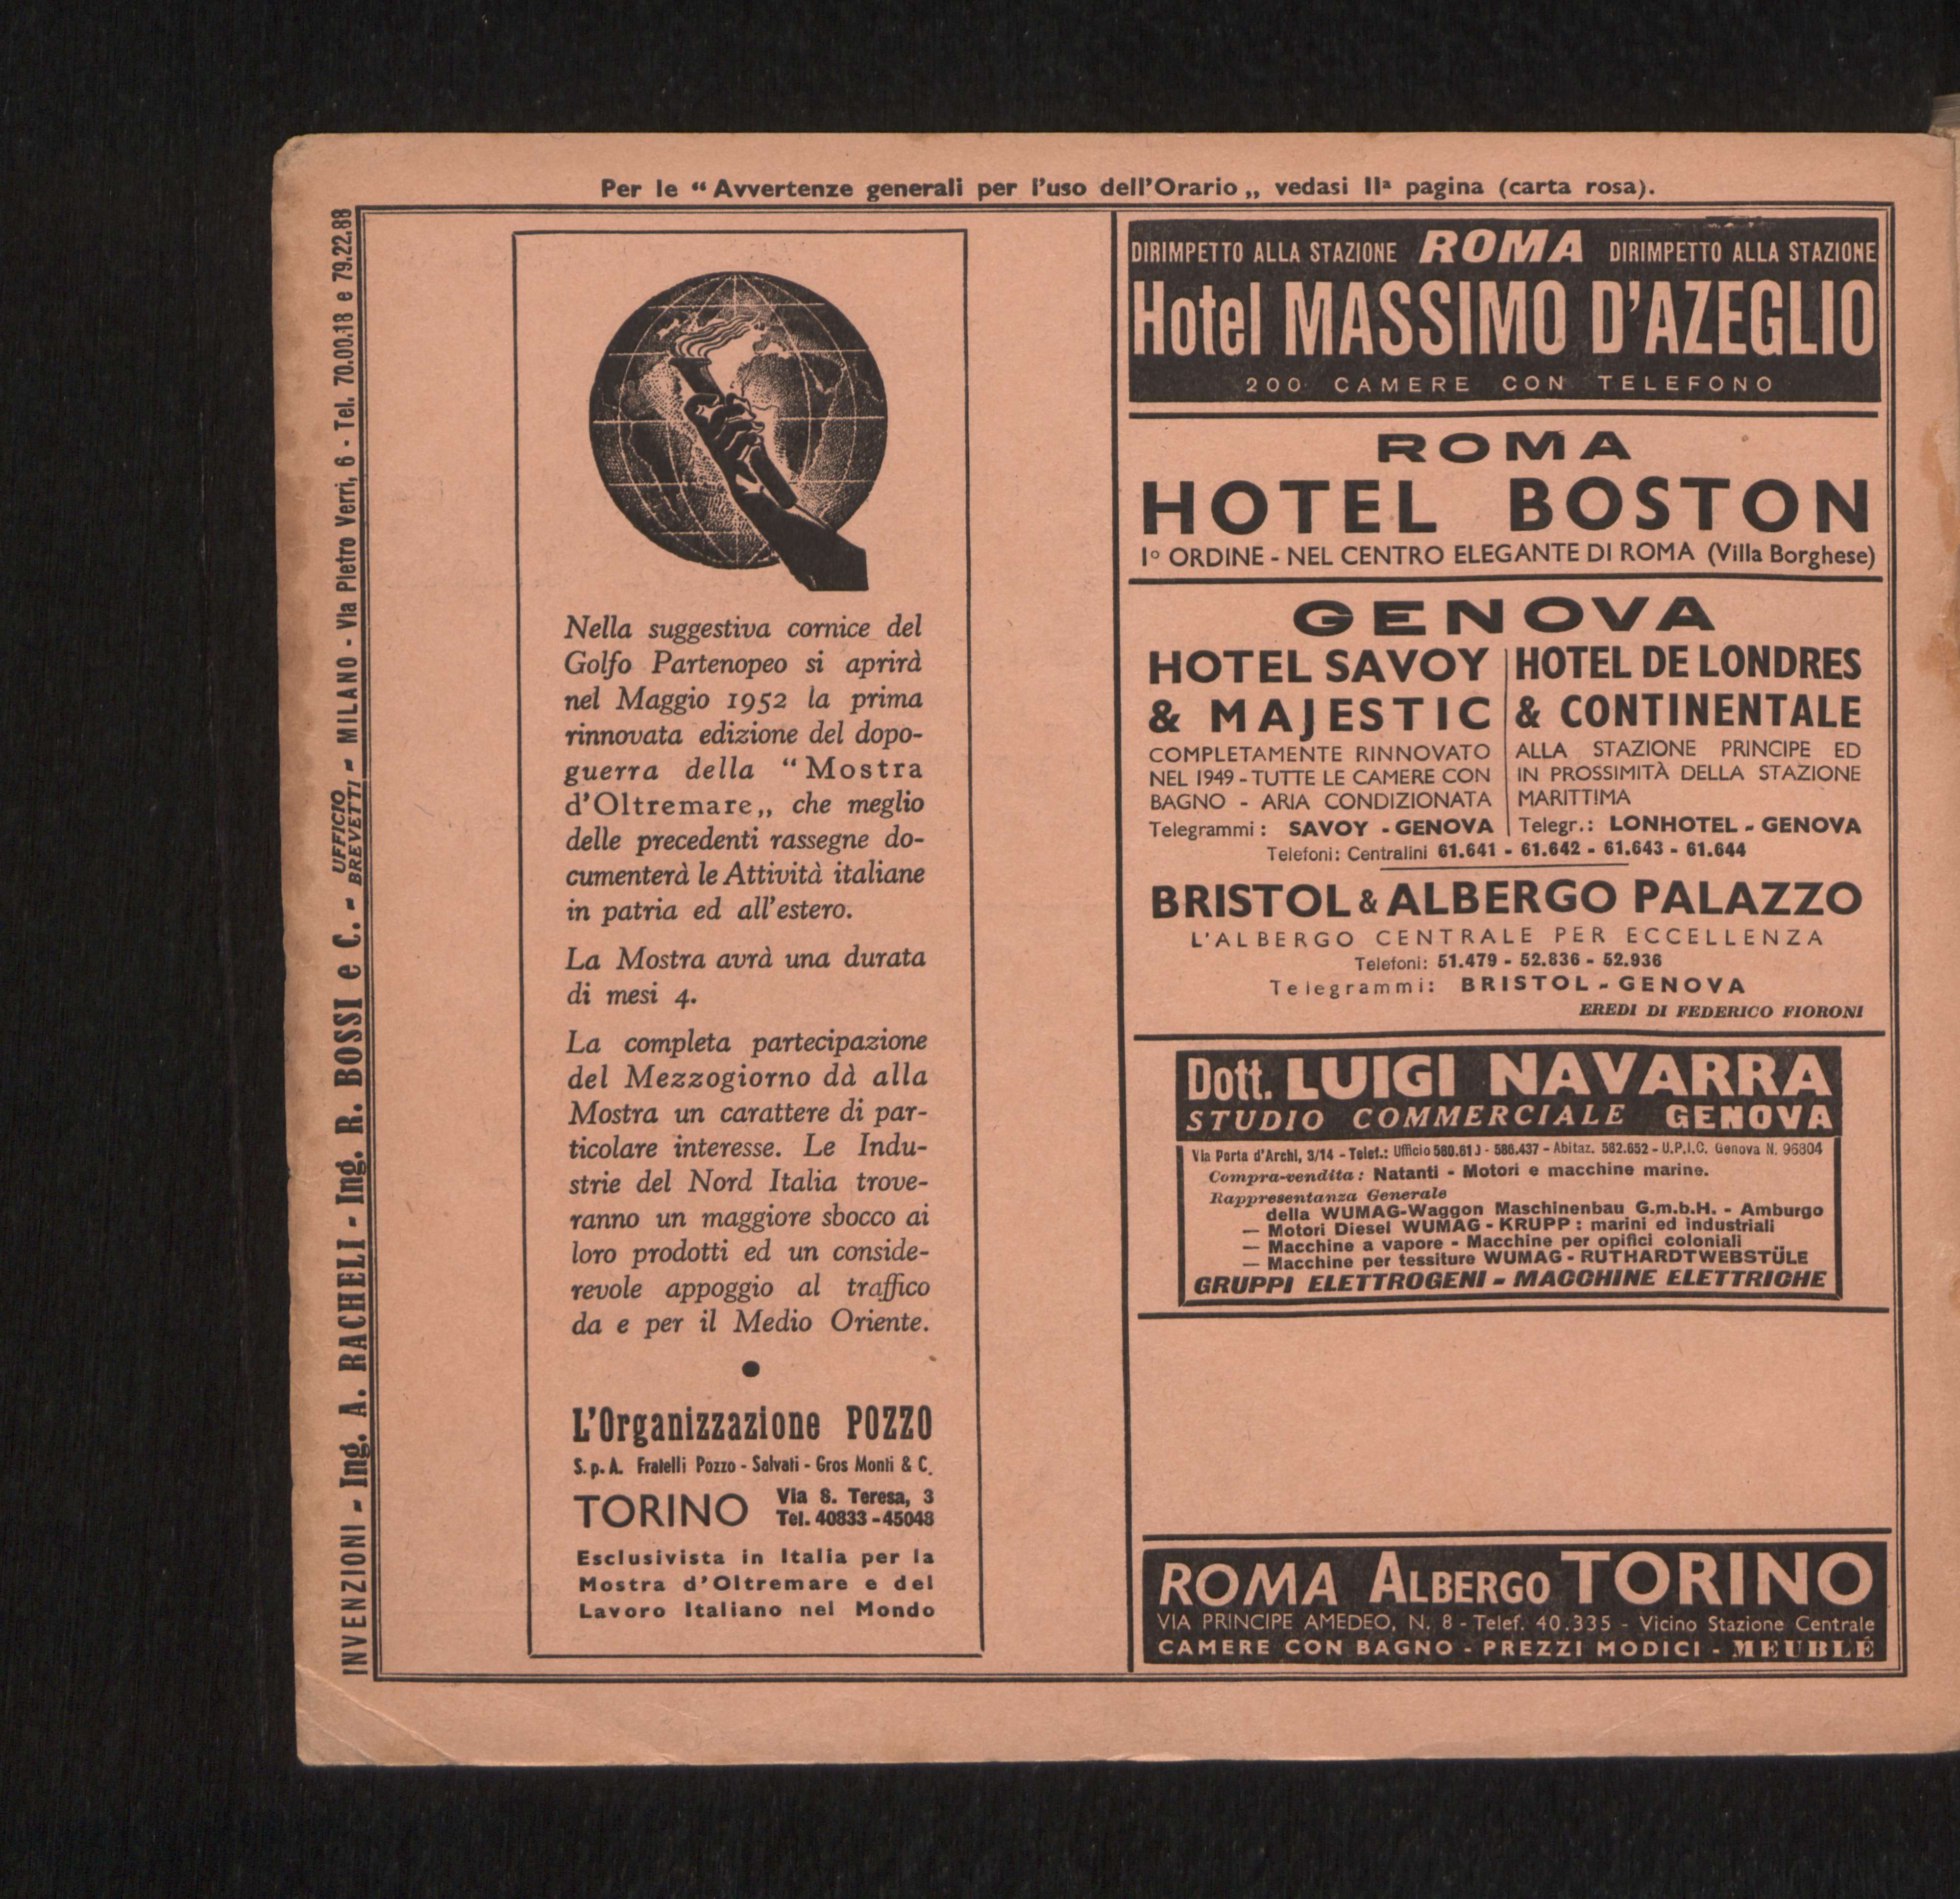 Per le “ Avvertenze generali per l'uso dell'Orario „ vedasi IIª pagina (carta rosa).
INVENZIONI - Ing. A. RACHELI - Ing. R. BOSSI e C. - UFFICIO BREVETTI - MILANO - Via Pietro Verri, 6 - Tel. 70.00.18 e 79.22.88
Nella suggestiva cornice del
Golfo Partenopeo si aprirà
nel Maggio 1952 la prima
rinnovata edizione del dopo-
guerra della “ Mostra
d'Oltremare „ che meglio
delle precedenti rassegne do-
cumenterà le Attività italiane
in patria ed all'estero.
La Mostra avrà una durata
di mesi 4.
La completa partecipazione
del Mezzogiorno dà alla
Mostra un carattere di par-
ticolare interesse. Le Indu-
strie del Nord Italia trove-
ranno un maggiore sbocco ai
loro prodotti ed un conside-
revole appoggio al traffico
da e per il Medio Oriente.
L'Organizzazione POZZO
S. p. A. Fratelli Pozzo - Salvati - Gros Monti & C.
TORINO Via S. Teresa, 3
Tel. 40833 - 45048
Esclusivista in Italia per la
Mostra d'Oltremare e del
Lavoro Italiano nel Mondo
DIRIMPETTO ALLA STAZIONE ROMA DIRIMPETTO ALLA STAZIONE
Hotel MASSIMO D'AZEGLIO
200 CAMERE CON TELEFONO
ROMA
HOTEL BOSTON
1° ORDINE - NEL CENTRO ELEGANTE DI ROMA (Villa Borghese)
GENOVA
HOTEL SAVOY
& MAJESTIC
COMPLETAMENTE RINNOVATO
NEL 1949 - TUTTE LE CAMERE CON
BAGNO - ARIA CONDIZIONATA
Telegrammi : SAVOY - GENOVA
HOTEL DE LONDRES
& CONTINENTALE
ALLA STAZIONE PRINCIPE ED
IN PROSSIMITÀ DELLA STAZIONE
MARITTIMA
Telegr.: LONHOTEL - GENOVA
Telefoni: Centralini 61.641 - 61.642 - 61.643 - 61.644
BRISTOL & ALBERGO PALAZZO
L'ALBERGO CENTRALE PER ECCELLENZA
Telefoni: 51.479 - 52.836 - 52.936
Telegrammi: BRISTOL - GENOVA
EREDI DI FEDERICO FIORONI
Dott. LUIGI NAVARRA
STUDIO COMMERCIALE GENOVA
Via Porta d'Archi, 3/14 - Telef.: Ufficio 580.613 - 586.437 - Abitaz. 582.652 - U.P.I.C. Genova N. 96804
Compra-vendita : Natanti - Motori e macchine marine.
Rappresentanza Generale
della WUMAG-Waggon Maschinenbau G.m.b.H. - Amburgo
— Motori Diesel WUMAG - KRUPP : marini ed industriali
— Macchine a vapore - Macchine per opifici coloniali
— Macchine per tessiture WUMAG - RUTHARDTWEBSTÜLE
GRUPPI ELETTROGENI - MACCHINE ELETTRICHE
ROMA ALBERGO TORINO
VIA PRINCIPE AMEDEO, N. 8 - Telef. 40.335 - Vicino Stazione Centrale
CAMERE CON BAGNO - PREZZI MODICI - MEUBLÉ